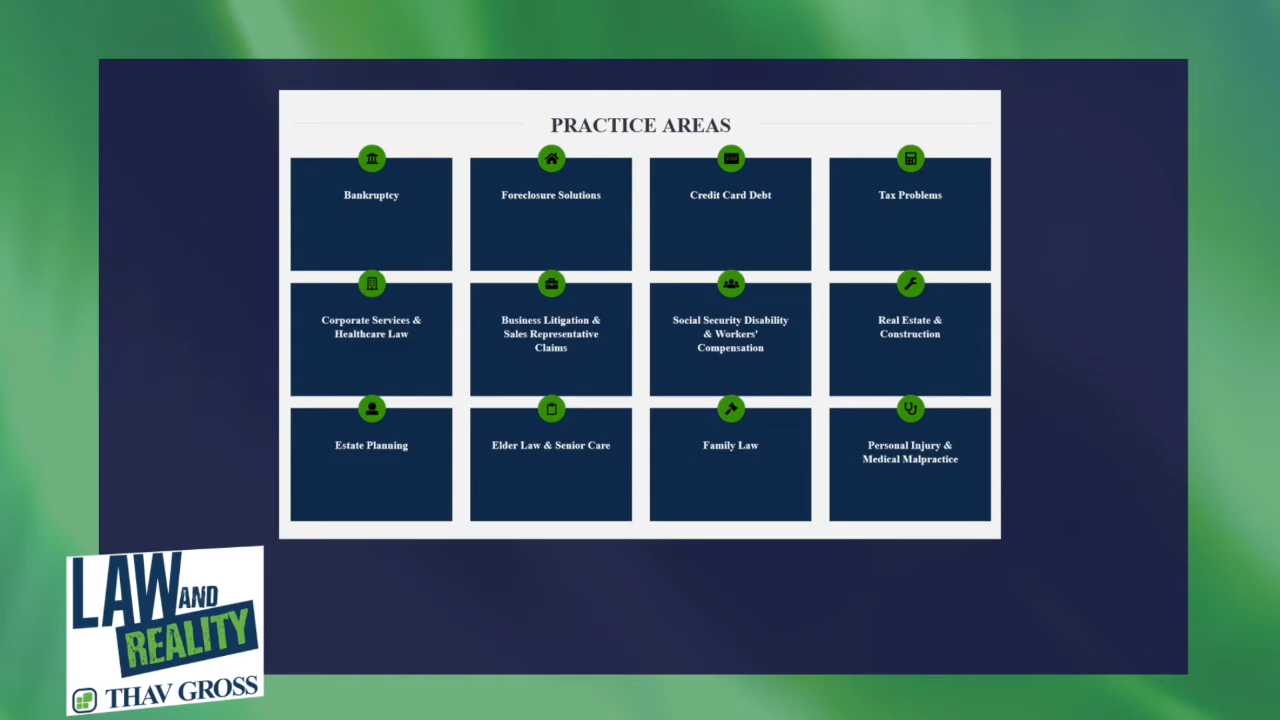 PRACTICE AREAS
Bankruptcy
Foreclosure Solutions
Credit Card Debt
Tax Problems
Corporate Services &
Healthcare Law
Business Litigation &
Sales Representative
Claims
Social Security Disability
& Workers'
Compensation
Real Estate &
Construction
Estate Planning
Elder Law & Senior Care
Family Law
Personal Injury &
Medical Malpractice
LAW AND
REALITY
THAV GROSS